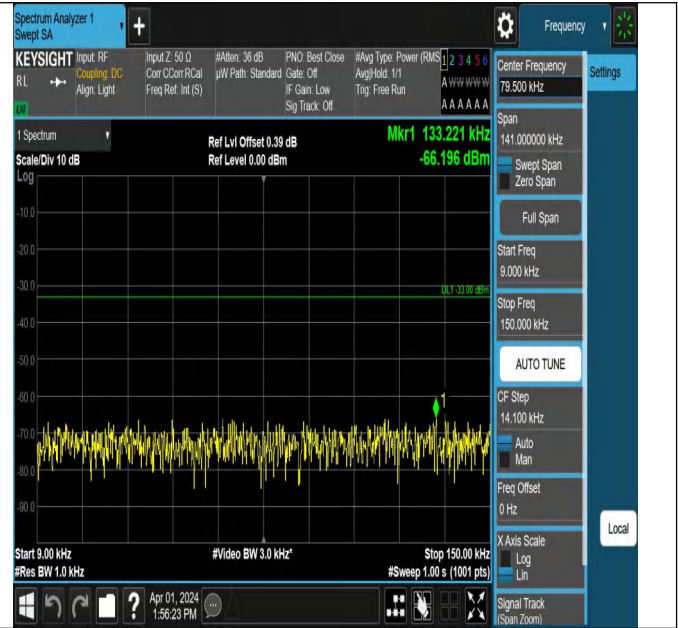 Spectrum Analyzer 1
Swept SA
Frequency
KEYSIGHT
RL
Input: RF
Coupling: DC
Align: Light
Input Z: 50 Ω
Corr CCorr RCal
Freq Ref: Int (S)
#Atten: 36 dB
µW Path: Standard
PNO: Best Close
Gate: Off
IF Gain: Low
Sig Track: Off
#Avg Type: Power (RMS
Avg|Hold: 1/1
Trig: Free Run
1 2 3 4 5 6
A W W W W W
A A A A A A
LXI
1 Spectrum
Scale/Div 10 dB
Log
Ref Lvl Offset 0.39 dB
Ref Level 0.00 dBm
Mkr1 133.221 kHz
-66.196 dBm
-10.0
-20.0
-30.0
DL1 -33.00 dBm
-40.0
-50.0
-60.0
1
-70.0
-80.0
-90.0
Start 9.00 kHz
#Res BW 1.0 kHz
#Video BW 3.0 kHz*
Stop 150.00 kHz
#Sweep 1.00 s (1001 pts)
Center Frequency
79.500 kHz
Settings
Span
141.000000 kHz
Swept Span
Zero Span
Full Span
Start Freq
9.000 kHz
Stop Freq
150.000 kHz
AUTO TUNE
CF Step
14.100 kHz
Auto
Man
Freq Offset
0 Hz
X Axis Scale
Log
Lin
Local
Signal Track
(Span Zoom)
?
Apr 01, 2024
1:56:23 PM